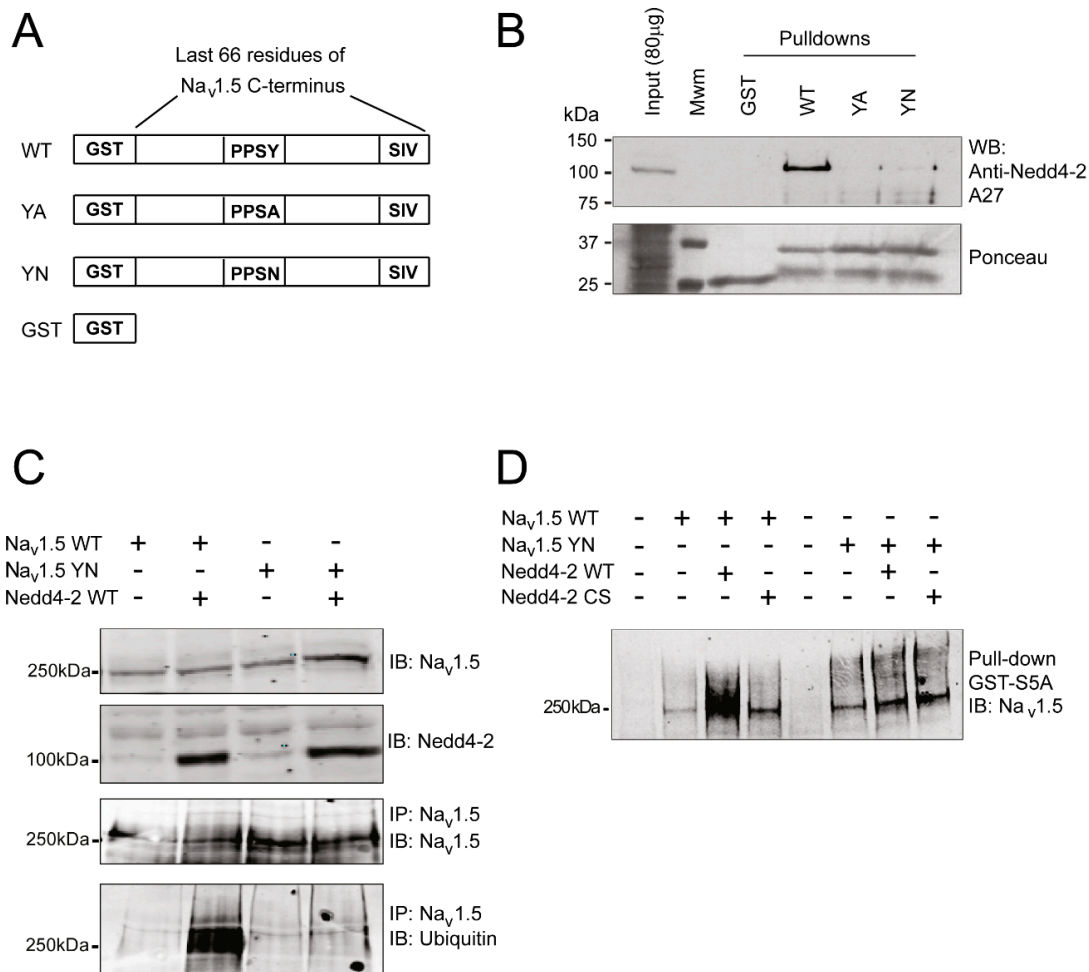 A
Last 66 residues of
Nav1.5 C-terminus
WT GST PPSY SIV
YA GST PPSA SIV
YN GST PPSN SIV
GST GST
B
Pulldowns
Input (80µg) Mwm GST WT YA YN
kDa
150
100
75
WB:
Anti-Nedd4-2
A27
37
25
Ponceau
C
Nav1.5 WT + + - -
Nav1.5 YN - - + +
Nedd4-2 WT - + - +
250kDa IB: Nav1.5
100kDa IB: Nedd4-2
IP: Nav1.5
250kDa IB: Nav1.5
IP: Nav1.5
250kDa IB: Ubiquitin
D
Nav1.5 WT - + + + - - - -
Nav1.5 YN - - - - - + + +
Nedd4-2 WT - - + - - - + -
Nedd4-2 CS - - - + - - - +
250kDa
Pull-down
GST-S5A
IB: Nav1.5